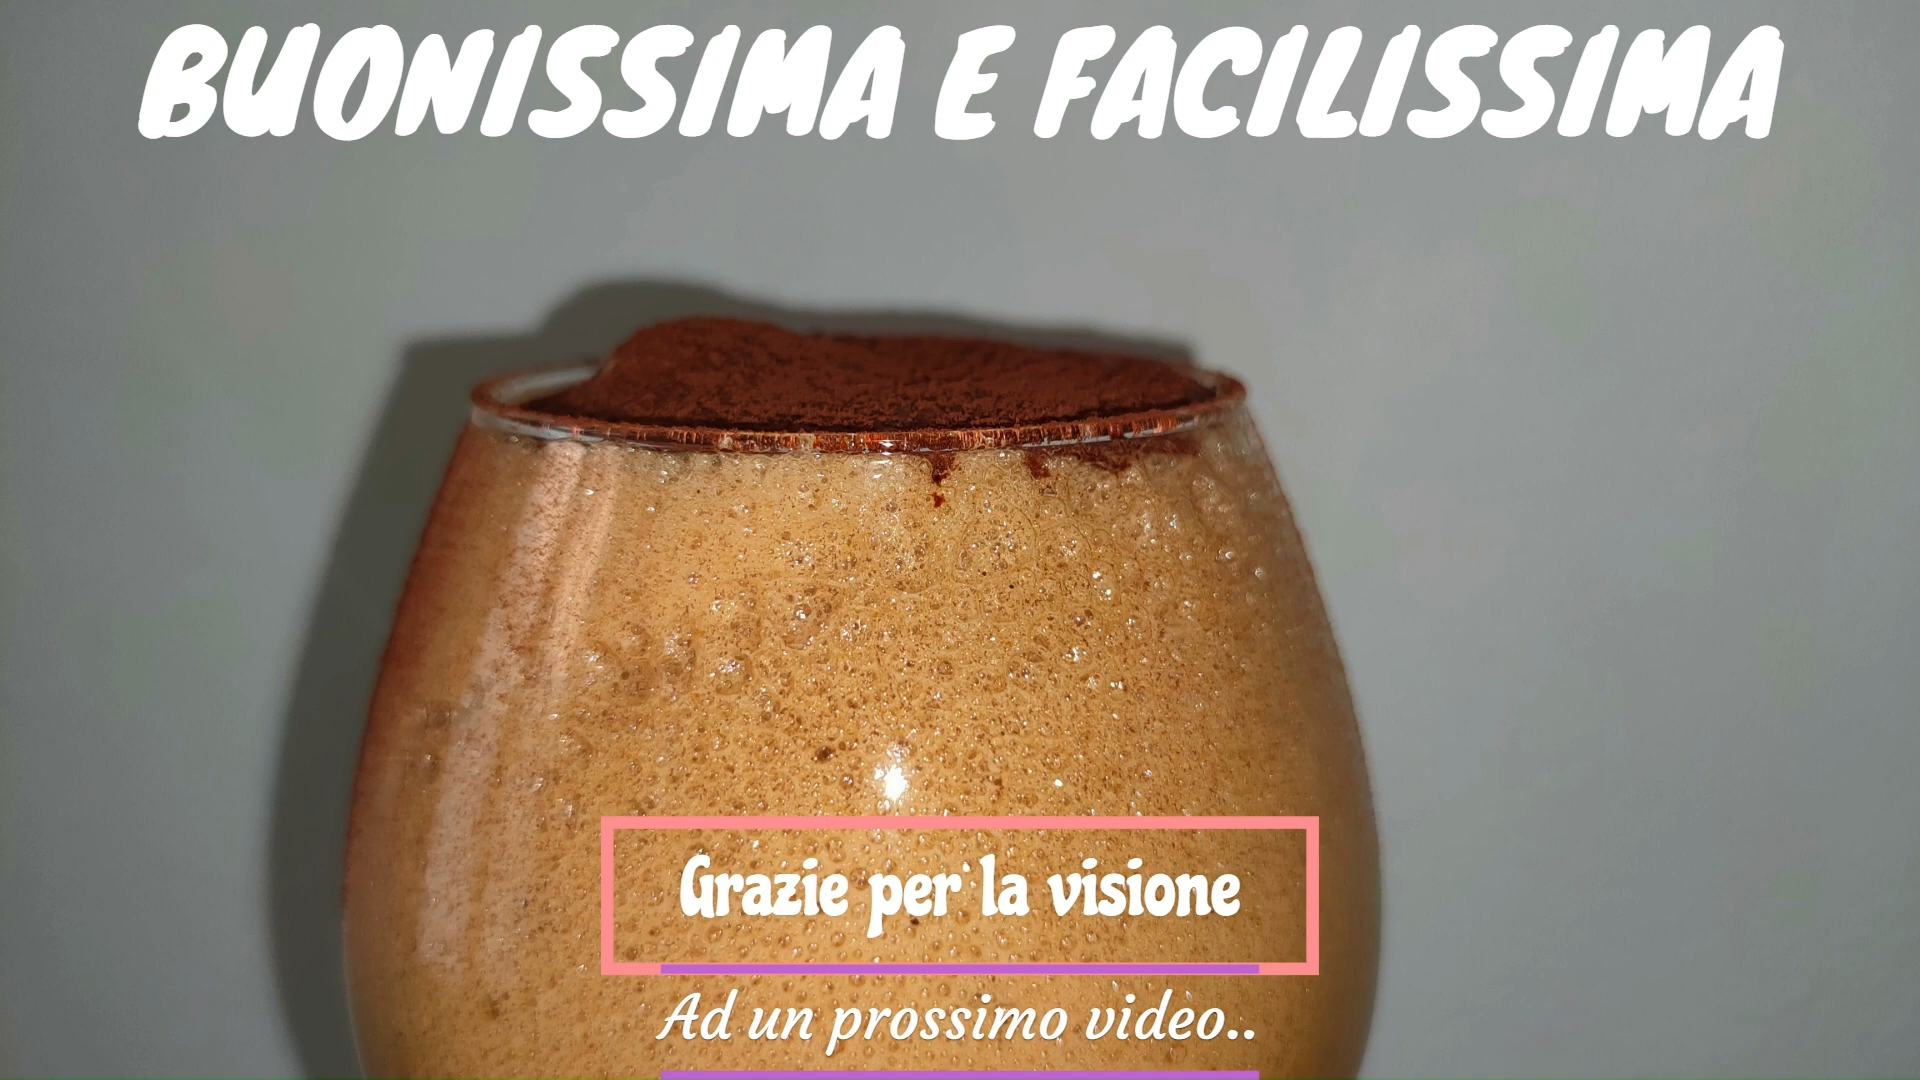 BUONISSIMA E FACILISSIMA
Grazie per la visione
Ad un prossimo video..